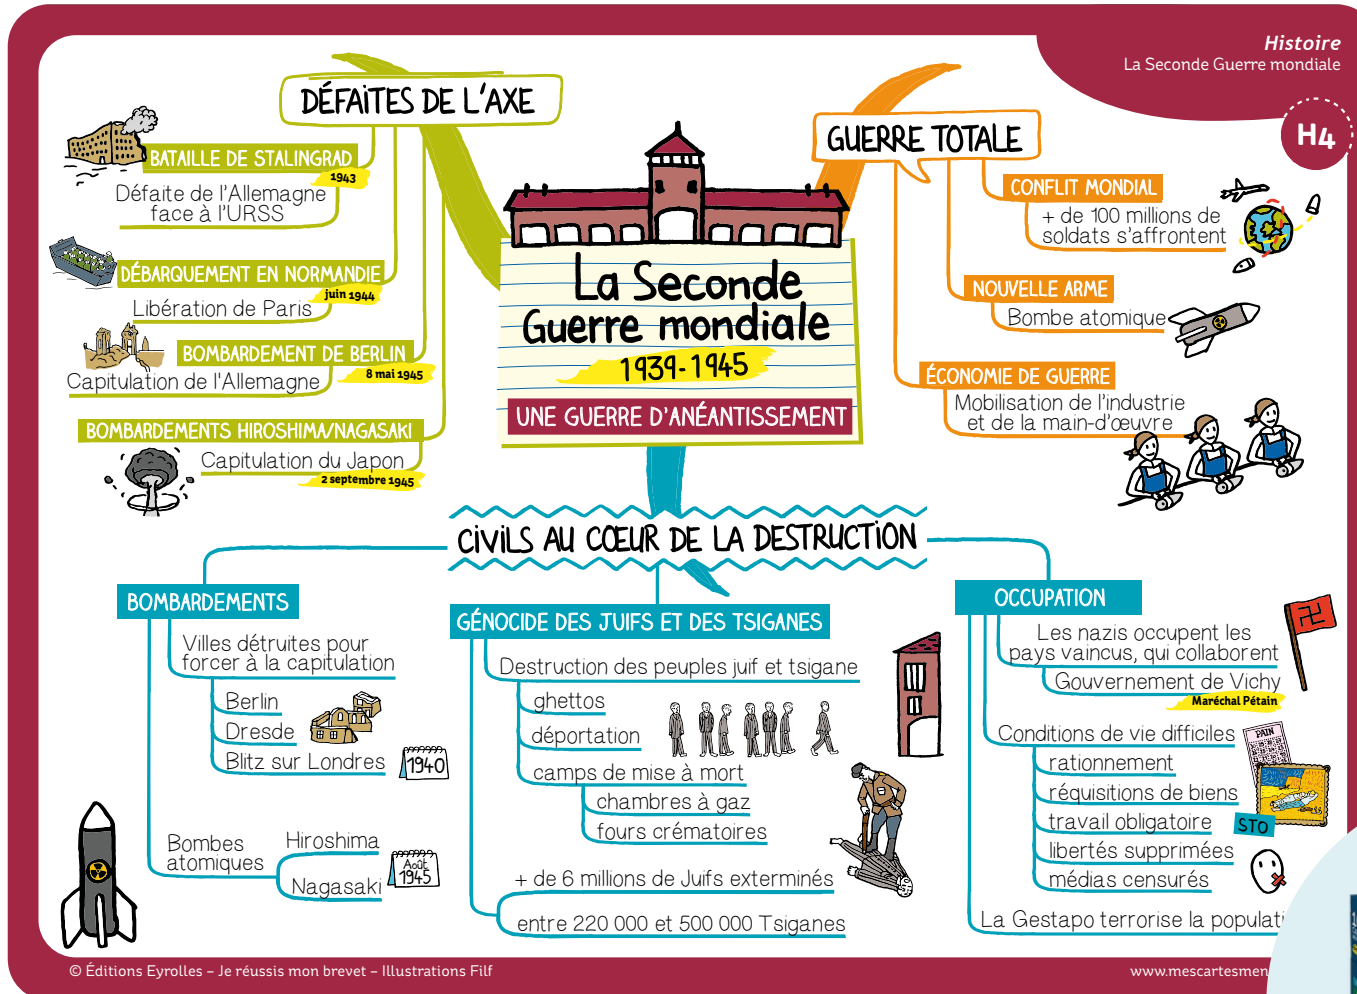 Histoire
La Seconde Guerre mondiale
H4
DÉFAITES DE L'AXE
BATAILLE DE STALINGRAD
1943
Défaite de l'Allemagne
face à l'URSS
DÉBARQUEMENT EN NORMANDIE
juin 1944
Libération de Paris
BOMBARDEMENT DE BERLIN
8 mai 1945
Capitulation de l'Allemagne
BOMBARDEMENTS HIROSHIMA/NAGASAKI
Capitulation du Japon
2 septembre 1945
La Seconde
Guerre mondiale
1939-1945
UNE GUERRE D'ANÉANTISSEMENT
GUERRE TOTALE
CONFLIT MONDIAL
+ de 100 millions de
soldats s'affrontent
NOUVELLE ARME
Bombe atomique
ÉCONOMIE DE GUERRE
Mobilisation de l'industrie
et de la main-d'œuvre
CIVILS AU CŒUR DE LA DESTRUCTION
BOMBARDEMENTS
Villes détruites pour
forcer à la capitulation
Berlin
Dresde
Blitz sur Londres
1940
Bombes
atomiques
Hiroshima
Nagasaki
Août
1945
GÉNOCIDE DES JUIFS ET DES TSIGANES
Destruction des peuples juif et tsigane
ghettos
déportation
camps de mise à mort
chambres à gaz
fours crématoires
+ de 6 millions de Juifs exterminés
entre 220 000 et 500 000 Tsiganes
OCCUPATION
Les nazis occupent les
pays vaincus, qui collaborent
Gouvernement de Vichy
Maréchal Pétain
Conditions de vie difficiles
PAIN
rationnement
réquisitions de biens
travail obligatoire
STO
libertés supprimées
médias censurés
La Gestapo terrorise la populati
© Éditions Eyrolles – Je réussis mon brevet – Illustrations Filf
www.mescartesmen